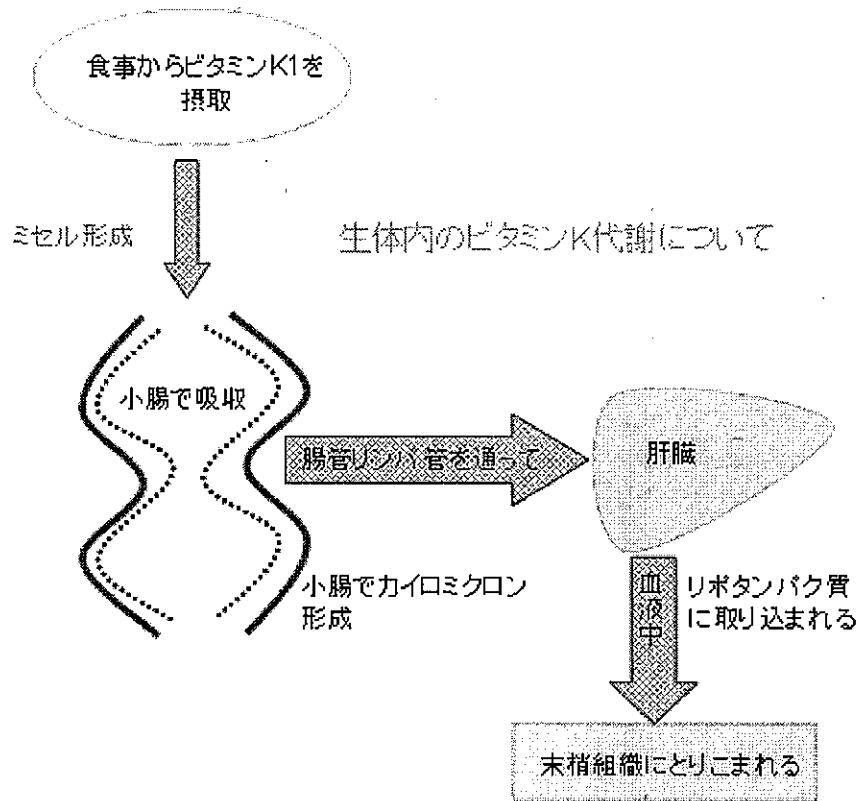 食事からビタミンK1を
摂取
ミセル形成
生体内のビタミンK代謝について
小腸で吸収
腸管リンパ管を通って
肝臓
小腸でカイロミクロン
形成
血液中
リポタンパク質
に取り込まれる
末梢組織にとりこまれる